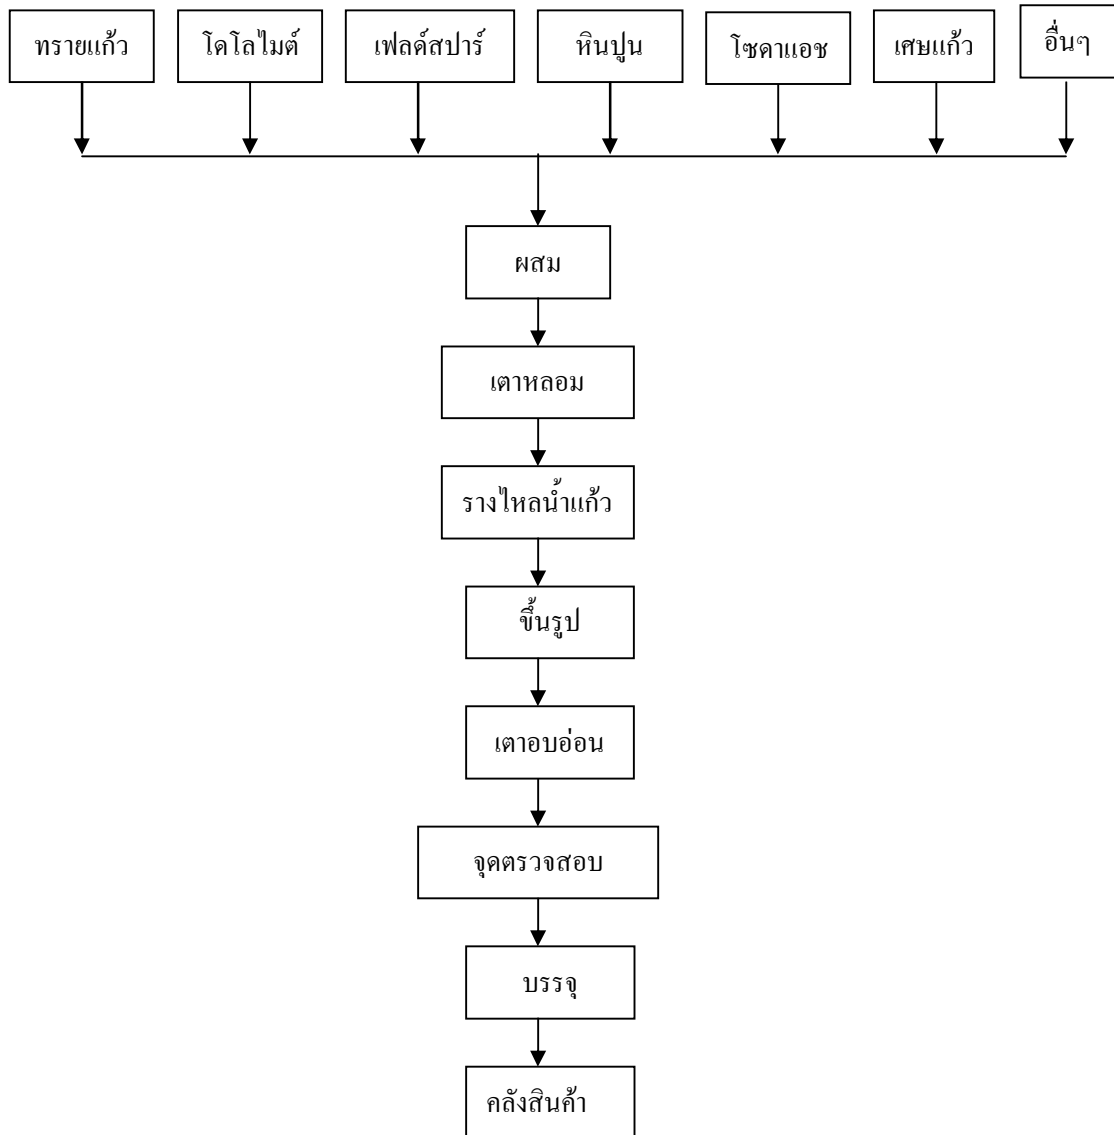 ทรายแก้ว
โดโลไมต์
เฟลด์สปาร์
หินปูน
โซดาแอช
เศษแก้ว
อื่นๆ
ผสม
เตาหลอม
รางไหลน้ำแก้ว
ขึ้นรูป
เตาอบอ่อน
จุดตรวจสอบ
บรรจุ
คลังสินค้า